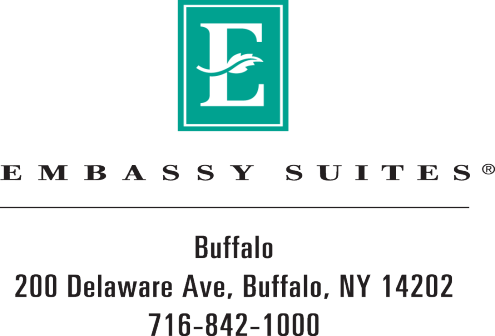 E
EMBASSY SUITES®
Buffalo
200 Delaware Ave, Buffalo, NY 14202
716-842-1000